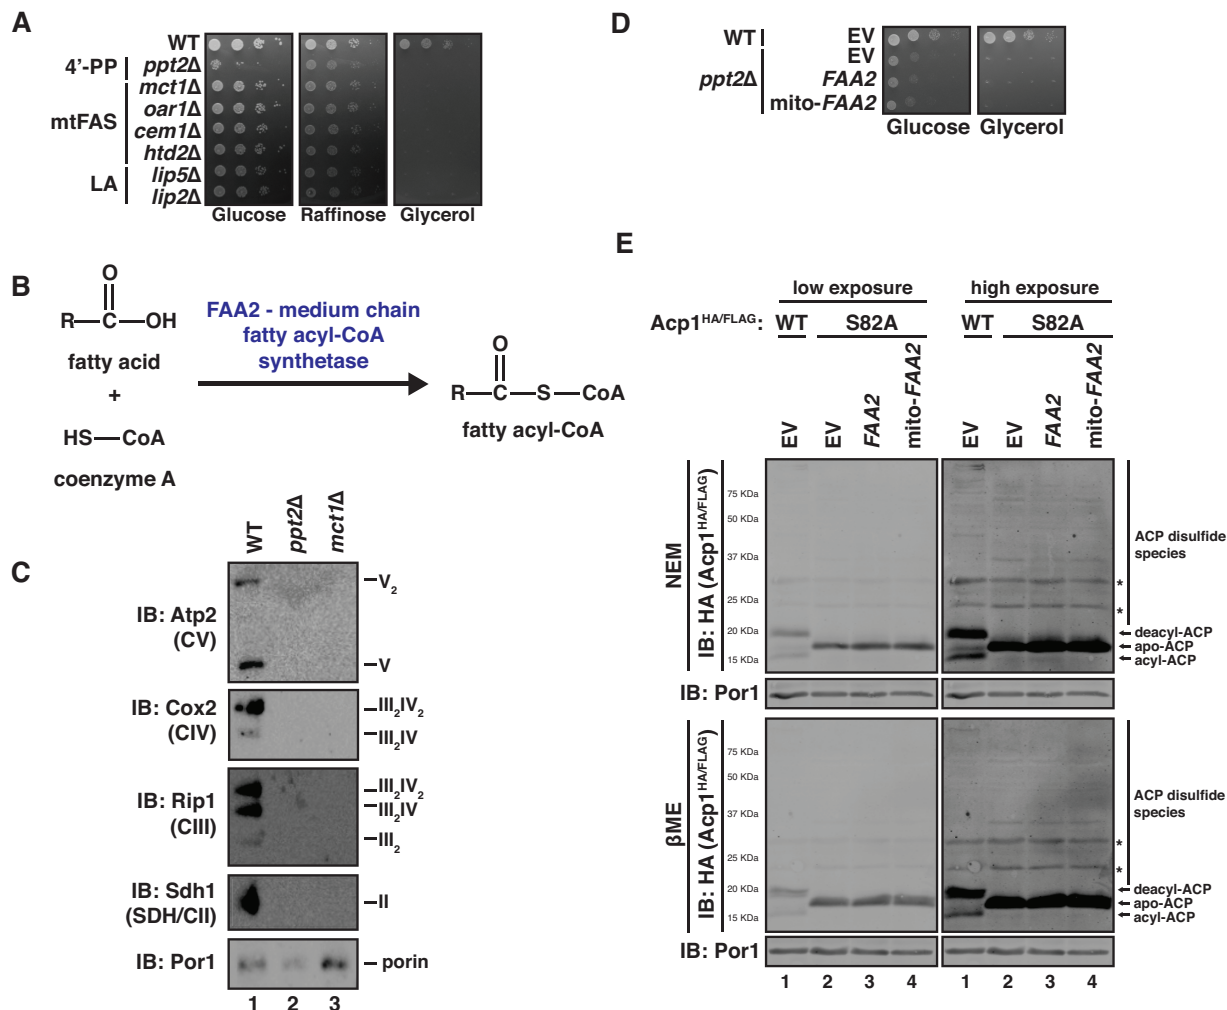 A
WT
4'-PP
ppt2Δ
mct1Δ
mtFAS
oar1Δ
cem1Δ
htd2Δ
LA
lip5Δ
lip2Δ
Glucose Raffinose Glycerol
D
WT EV
EV
ppt2Δ FAA2
mito-FAA2
Glucose Glycerol
B
O
R—C—OH
fatty acid
+
HS—CoA
coenzyme A
FAA2 - medium chain
fatty acyl-CoA
synthetase
O
R—C—S—CoA
fatty acyl-CoA
C
WT ppt2Δ mct1Δ
IB: Atp2
(CV)
V₂
V
IB: Cox2
(CIV)
III₂IV₂
III₂IV
IB: Rip1
(CIII)
III₂IV₂
III₂IV
III₂
IB: Sdh1
(SDH/CII)
II
IB: Por1
porin
1 2 3
E
low exposure high exposure
Acp1HA/FLAG: WT S82A WT S82A
EV EV FAA2 mito-FAA2 EV EV FAA2 mito-FAA2
NEM
IB: HA (Acp1HA/FLAG)
75 KDa
50 KDa
37 KDa
25 KDa
20 KDa
15 KDa
ACP disulfide
species
*
*
deacyl-ACP
apo-ACP
acyl-ACP
IB: Por1
βME
IB: HA (Acp1HA/FLAG)
75 KDa
50 KDa
37 KDa
25 KDa
20 KDa
15 KDa
ACP disulfide
species
*
*
deacyl-ACP
apo-ACP
acyl-ACP
IB: Por1
1 2 3 4 1 2 3 4